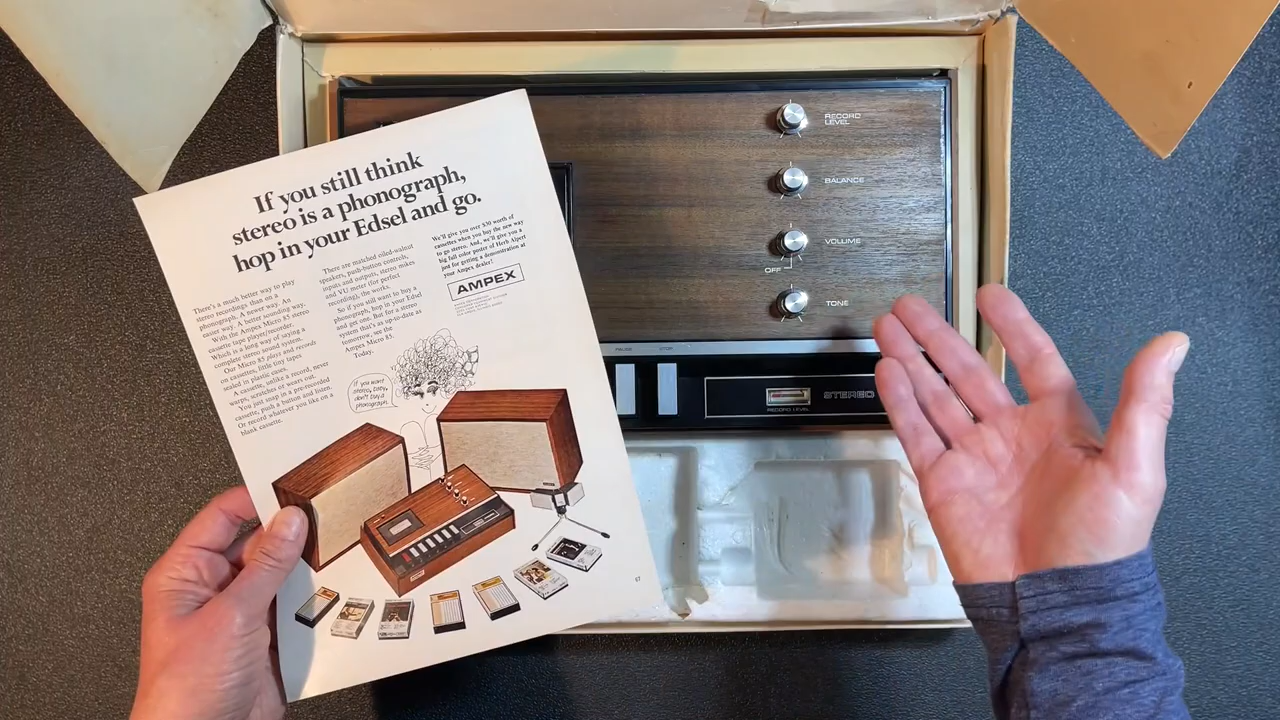 If you still think
stereo is a phonograph,
hop in your Edsel and go.
There's a much better way to play
stereo recordings than on a
phonograph. A newer way. An
easier way. A better sounding way.
With the Ampex Micro 85 stereo
cassette tape player/recorder.
Which is a long way of saying a
complete stereo sound system.
Our Micro 85 plays and records
on cassettes, little tiny tapes
sealed in plastic cases.
A cassette, unlike a record, never
warps, scratches or wears out.
You just snap in a pre-recorded
cassette, push a button and listen.
Or record whatever you like on a
blank cassette.
There are matched oiled-walnut
speakers, push-button controls,
inputs and outputs, stereo mikes
and VU meter (for perfect
recording), the works.
So if you still want to buy a
phonograph, hop in your Edsel
and get one. But for a stereo
system that's as up-to-date as
tomorrow, see the
Ampex Micro 85.
Today.
We'll give you over $30 worth of
cassettes when you buy the new way
to go stereo. And, we'll give you a
big full color poster of Herb Alpert
just for getting a demonstration at
your Ampex dealer!
AMPEX
If you want
stereo, baby,
don't buy a
phonograph.
67
RECORD
LEVEL
BALANCE
VOLUME
OFF
TONE
PAUSE
STOP
RECORD LEVEL
STEREO